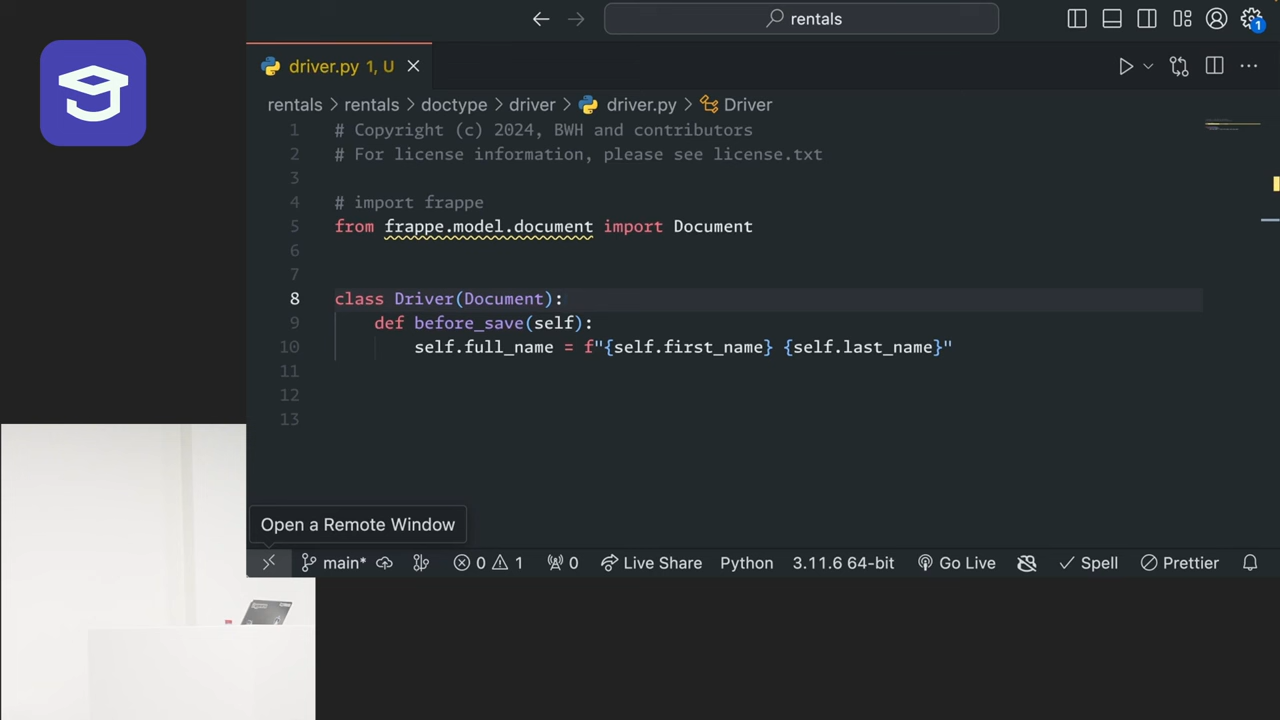 rentals
1
driver.py 1, U
rentals > rentals > doctype > driver > driver.py > Driver
1 # Copyright (c) 2024, BWH and contributors
2 # For license information, please see license.txt
3
4 # import frappe
5 from frappe.model.document import Document
6
7
8 class Driver(Document):
9 def before_save(self):
10 self.full_name = f"{self.first_name} {self.last_name}"
11
12
13
Open a Remote Window
main* 0 1 0 Live Share Python 3.11.6 64-bit Go Live Spell Prettier